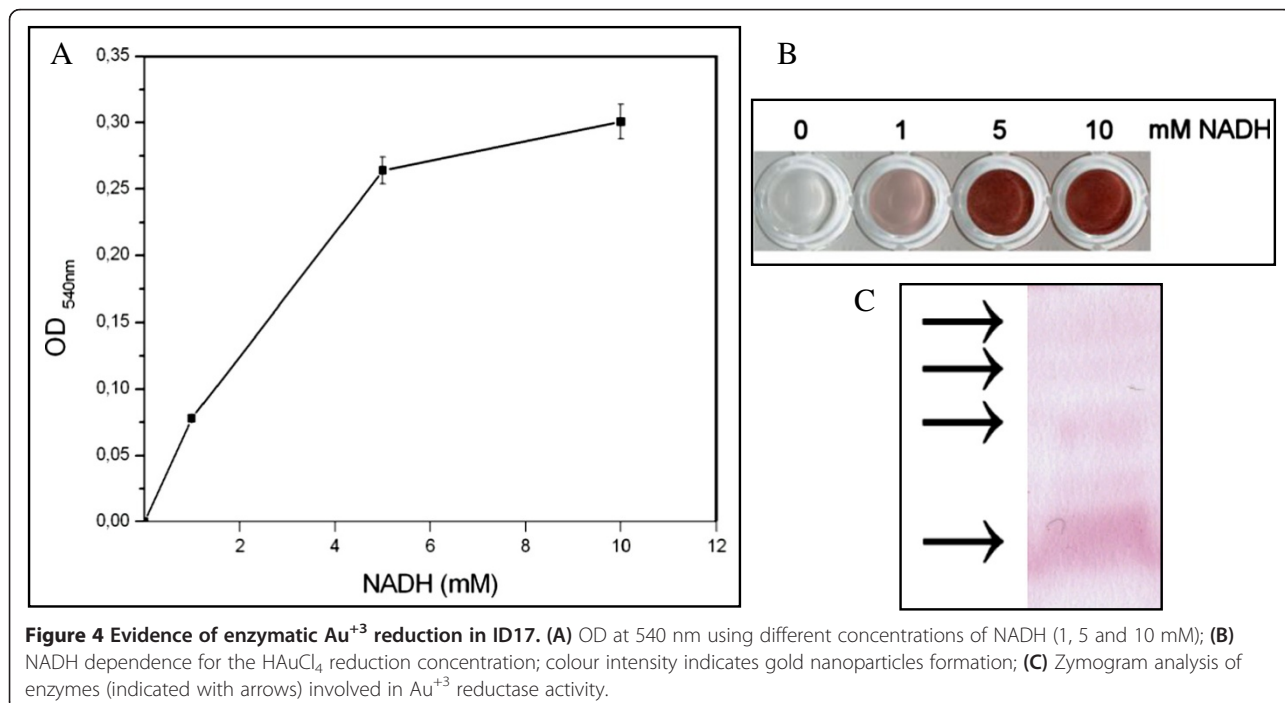 A
0,35
0,30
0,25
0,20
0,15
0,10
0,05
0,00
OD 540nm
2 4 6 8 10 12
NADH (mM)
B
0 1 5 10 mM NADH
C
Figure 4 Evidence of enzymatic Au+3 reduction in ID17. (A) OD at 540 nm using different concentrations of NADH (1, 5 and 10 mM); (B)
NADH dependence for the HAuCl4 reduction concentration; colour intensity indicates gold nanoparticles formation; (C) Zymogram analysis of
enzymes (indicated with arrows) involved in Au+3 reductase activity.